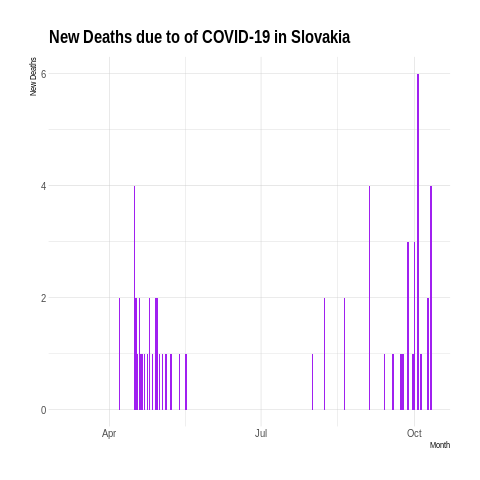 New Deaths due to of COVID-19 in Slovakia
New Deaths
6
4
2
0
Apr
Jul
Oct
Month